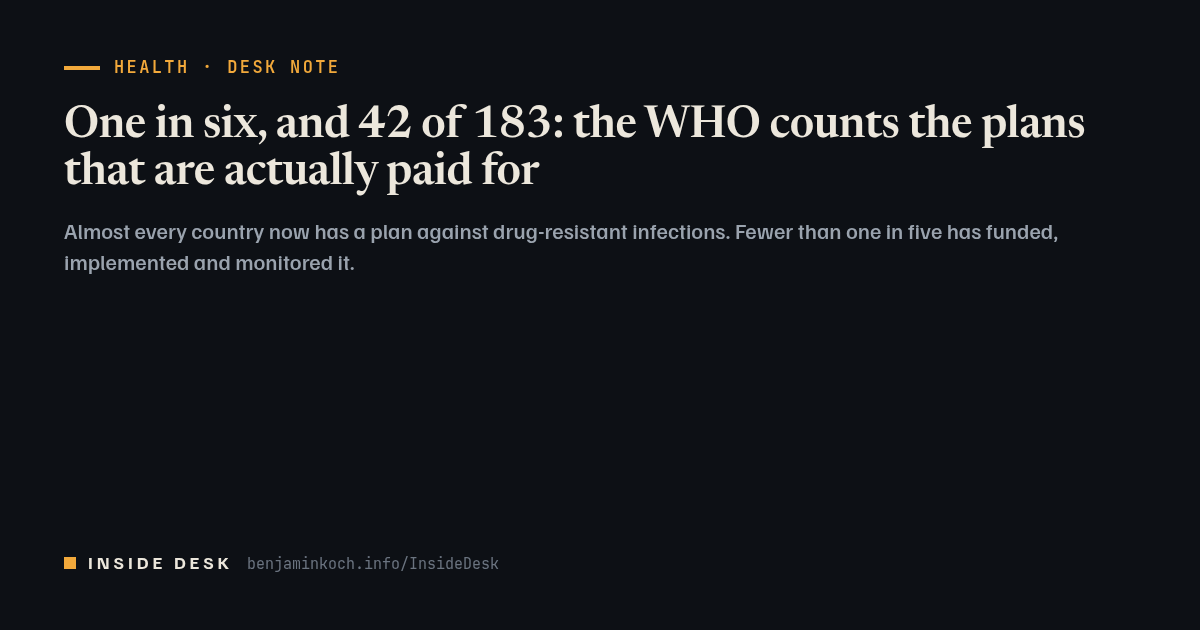 HEALTH · DESK NOTE
One in six, and 42 of 183: the WHO counts the plans
that are actually paid for
Almost every country now has a plan against drug-resistant infections. Fewer than one in five has funded,
implemented and monitored it.
INSIDE DESK benjaminkoch.info/InsideDesk